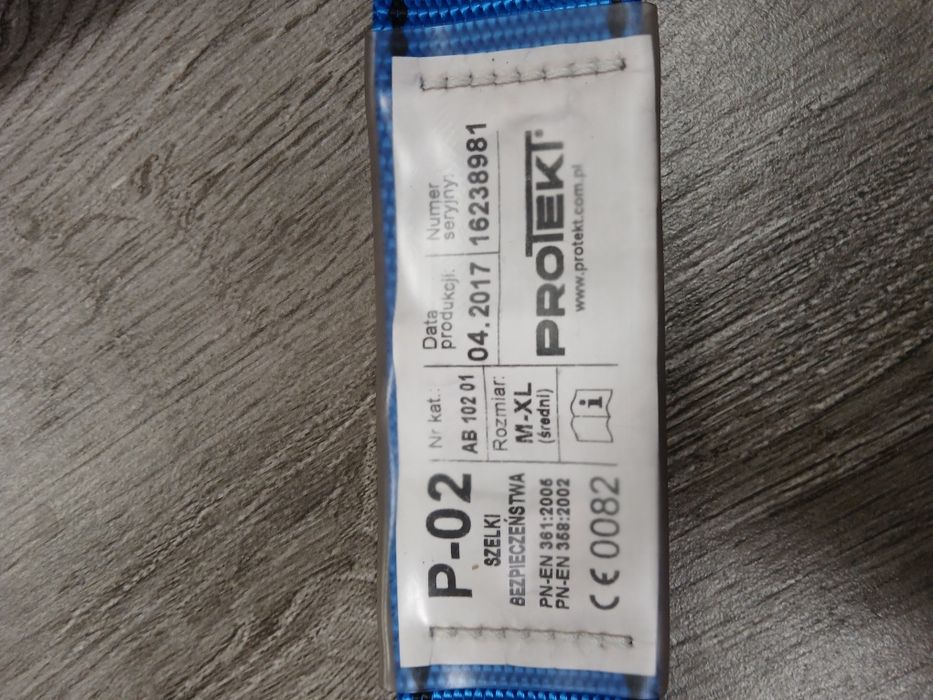 P-02
SZELKI
BEZPIECZEŃSTWA
PN-EN 361:2005
PN-EN 358:2002
CE 0082
Nr kat.:
AB 102 01
Rozmiar:
M-XL
(średni)
i
Data
produkcji:
04.2017
Numer
seryjny:
16238981
PROTEKT®
www.protekt.com.pl